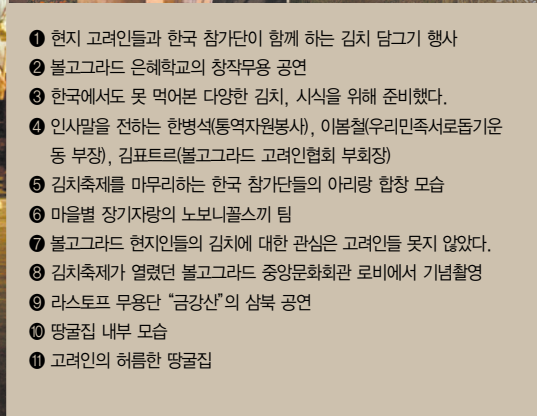 ❶ 현지 고려인들과 한국 참가단이 함께 하는 김치 담그기 행사
❷ 볼고그라드 은혜학교의 창작무용 공연
❸ 한국에서도 못 먹어본 다양한 김치, 시식을 위해 준비했다.
❹ 인사말을 전하는 한병석(통역자원봉사), 이봄철(우리민족서로돕기운
동 부장), 김표트르(볼고그라드 고려인협회 부회장)
❺ 김치축제를 마무리하는 한국 참가단들의 아리랑 합창 모습
❻ 마을별 장기자랑의 노보니꼴스끼 팀
❼ 볼고그라드 현지인들의 김치에 대한 관심은 고려인들 못지 않았다.
❽ 김치축제가 열렸던 볼고그라드 중앙문화회관 로비에서 기념촬영
❾ 라스토프 무용단 “금강산”의 삼북 공연
❿ 땅굴집 내부 모습
⓫ 고려인의 허름한 땅굴집